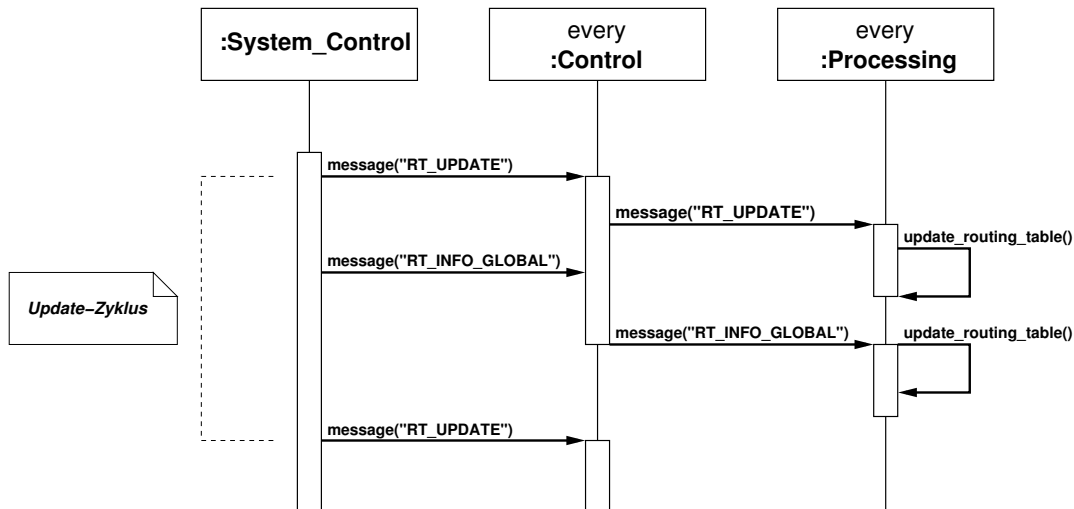 :System_Control
every
:Control
every
:Processing
message("RT_UPDATE")
message("RT_UPDATE")
update_routing_table()
message("RT_INFO_GLOBAL")
Update–Zyklus
message("RT_INFO_GLOBAL")
update_routing_table()
message("RT_UPDATE")